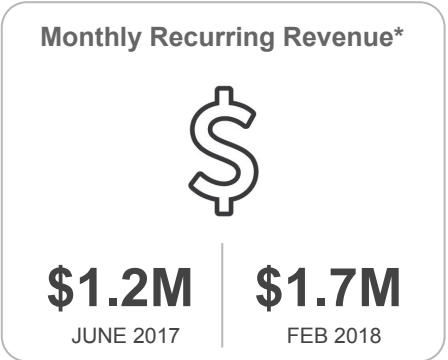 Monthly Recurring Revenue*
$
$1.2M
JUNE 2017
$1.7M
FEB 2018